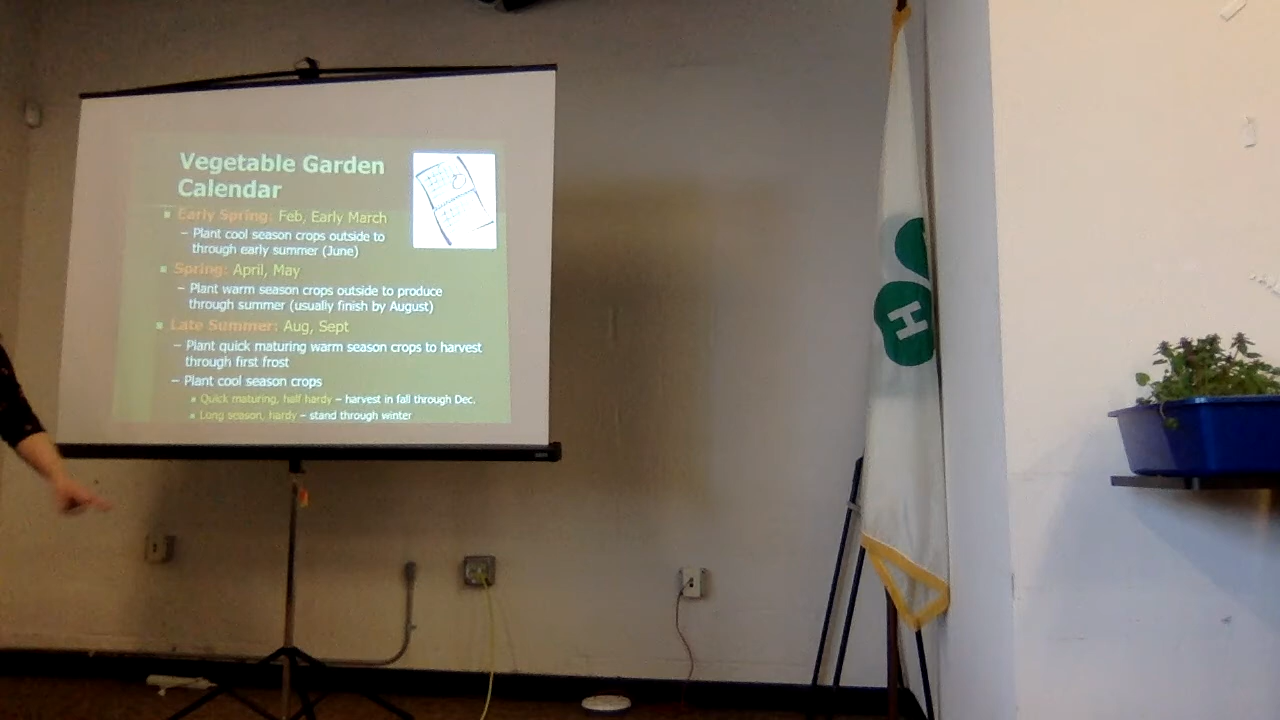 Vegetable Garden
Calendar
Early Spring: Feb, Early March
– Plant cool season crops outside to
through early summer (June)
Spring: April, May
– Plant warm season crops outside to produce
through summer (usually finish by August)
Late Summer: Aug, Sept
– Plant quick maturing warm season crops to harvest
through first frost
– Plant cool season crops
Quick maturing, half hardy – harvest in fall through Dec.
Long season, hardy – stand through winter
H